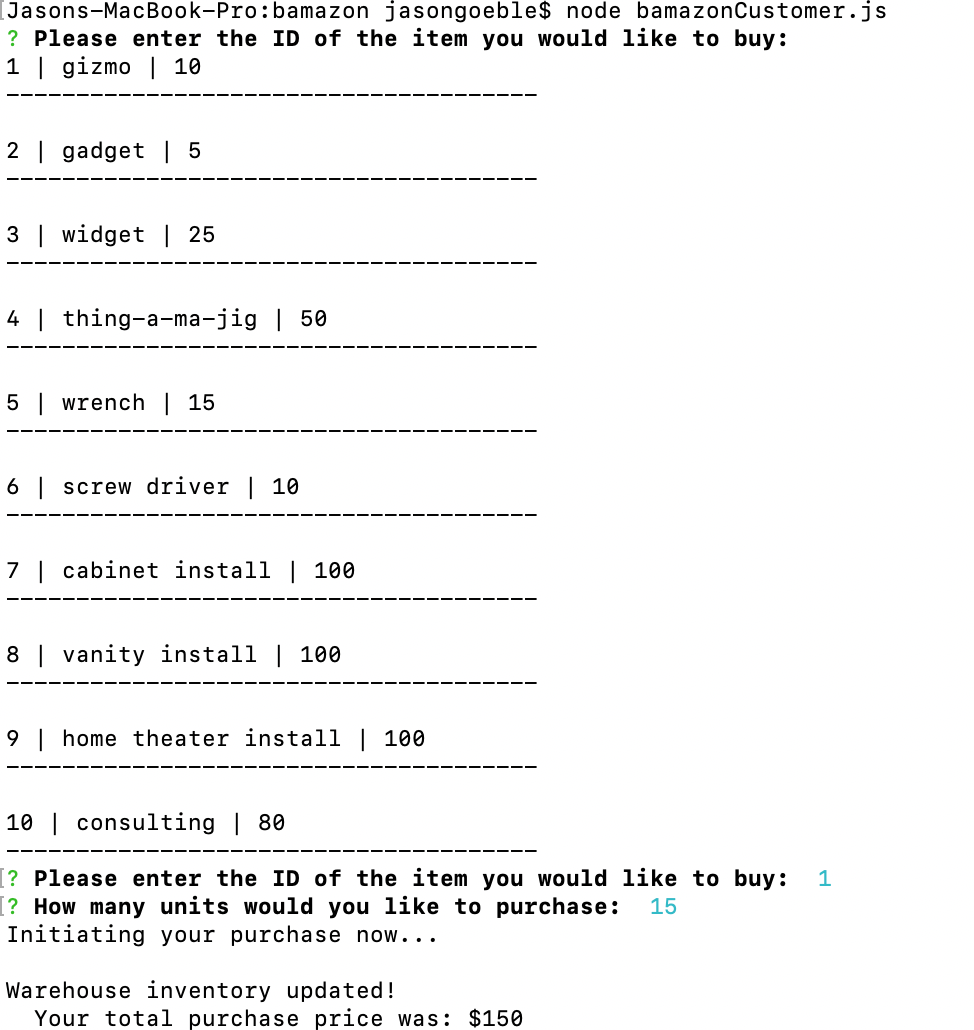 [Jasons-MacBook-Pro:bamazon jasongoeble$ node bamazonCustomer.js
? Please enter the ID of the item you would like to buy:
1 | gizmo | 10
--------------------------------------
2 | gadget | 5
--------------------------------------
3 | widget | 25
--------------------------------------
4 | thing-a-ma-jig | 50
--------------------------------------
5 | wrench | 15
--------------------------------------
6 | screw driver | 10
--------------------------------------
7 | cabinet install | 100
--------------------------------------
8 | vanity install | 100
--------------------------------------
9 | home theater install | 100
--------------------------------------
10 | consulting | 80
--------------------------------------
[? Please enter the ID of the item you would like to buy:  1
[? How many units would you like to purchase:  15
Initiating your purchase now...
Warehouse inventory updated!
  Your total purchase price was: $150